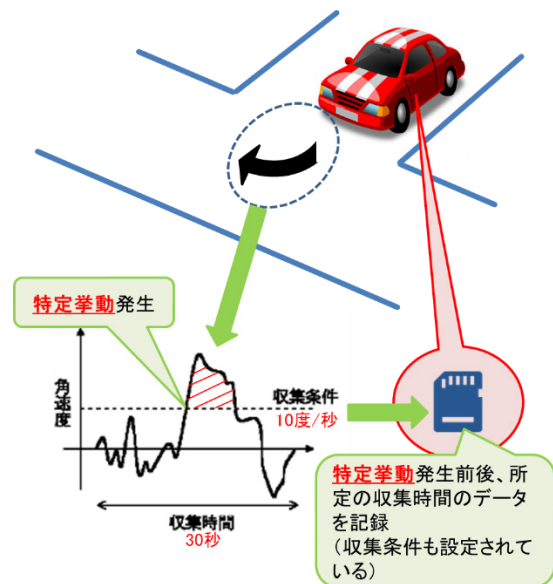 特定挙動発生
角速度
収集条件
10度/秒
収集時間
30秒
特定挙動発生前後、所
定の収集時間のデータ
を記録
(収集条件も設定されて
いる)